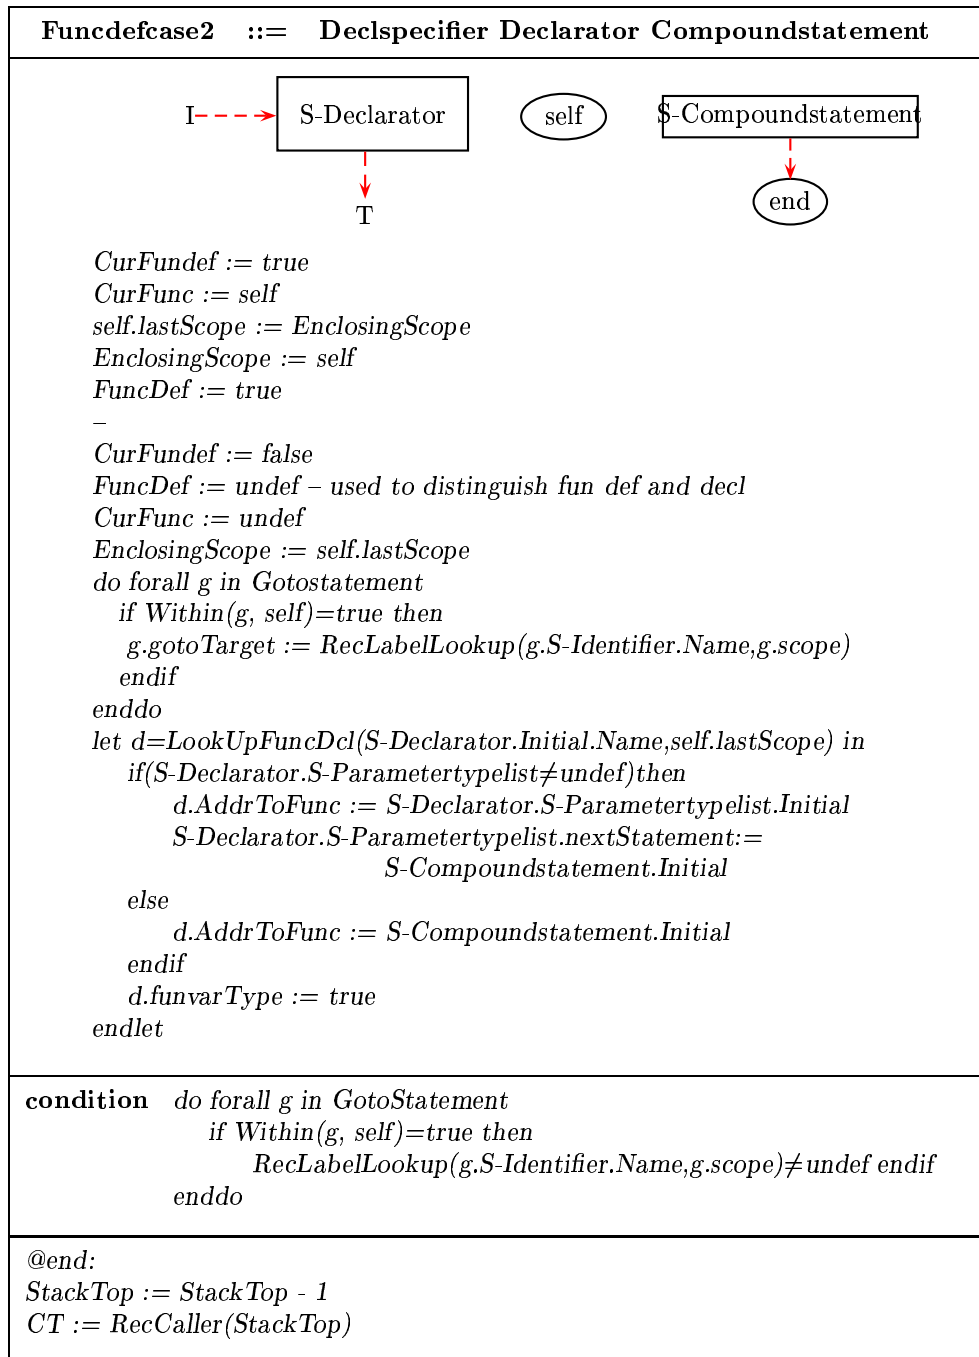 Funcdefcase2 ::= Declspecifier Declarator Compoundstatement
I S-Declarator self S-Compoundstatement
T end
CurFundef := true
CurFunc := self
self.lastScope := EnclosingScope
EnclosingScope := self
FuncDef := true
–
CurFundef := false
FuncDef := undef – used to distinguish fun def and decl
CurFunc := undef
EnclosingScope := self.lastScope
do forall g in Gotostatement
if Within(g, self)=true then
g.gotoTarget := RecLabelLookup(g.S-Identifier.Name,g.scope)
endif
enddo
let d=LookUpFuncDcl(S-Declarator.Initial.Name,self.lastScope) in
if(S-Declarator.S-Parametertypelist≠undef)then
d.AddrToFunc := S-Declarator.S-Parametertypelist.Initial
S-Declarator.S-Parametertypelist.nextStatement:=
S-Compoundstatement.Initial
else
d.AddrToFunc := S-Compoundstatement.Initial
endif
d.funvarType := true
endlet
condition do forall g in GotoStatement
if Within(g, self)=true then
RecLabelLookup(g.S-Identifier.Name,g.scope)≠undef endif
enddo
@end:
StackTop := StackTop - 1
CT := RecCaller(StackTop)